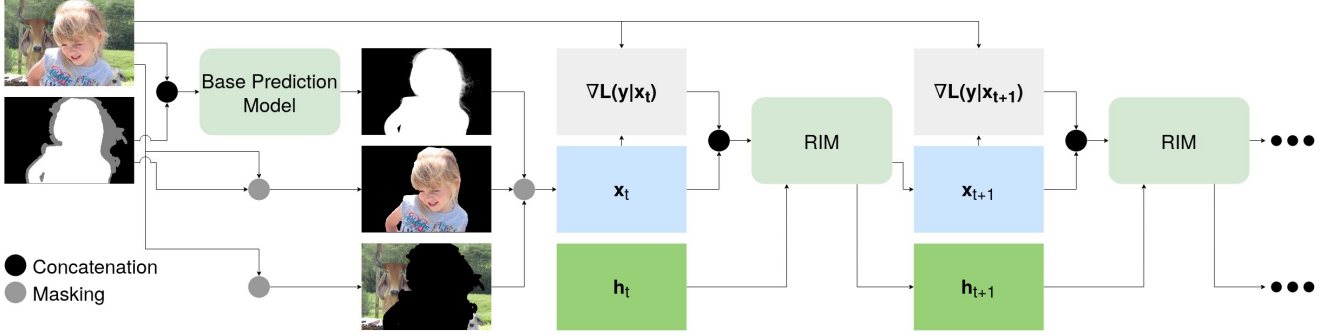 Base Prediction
Model
∇L(y|xₜ)
∇L(y|xₜ₊₁)
RIM
RIM
xₜ
xₜ₊₁
hₜ
hₜ₊₁
Concatenation
Masking